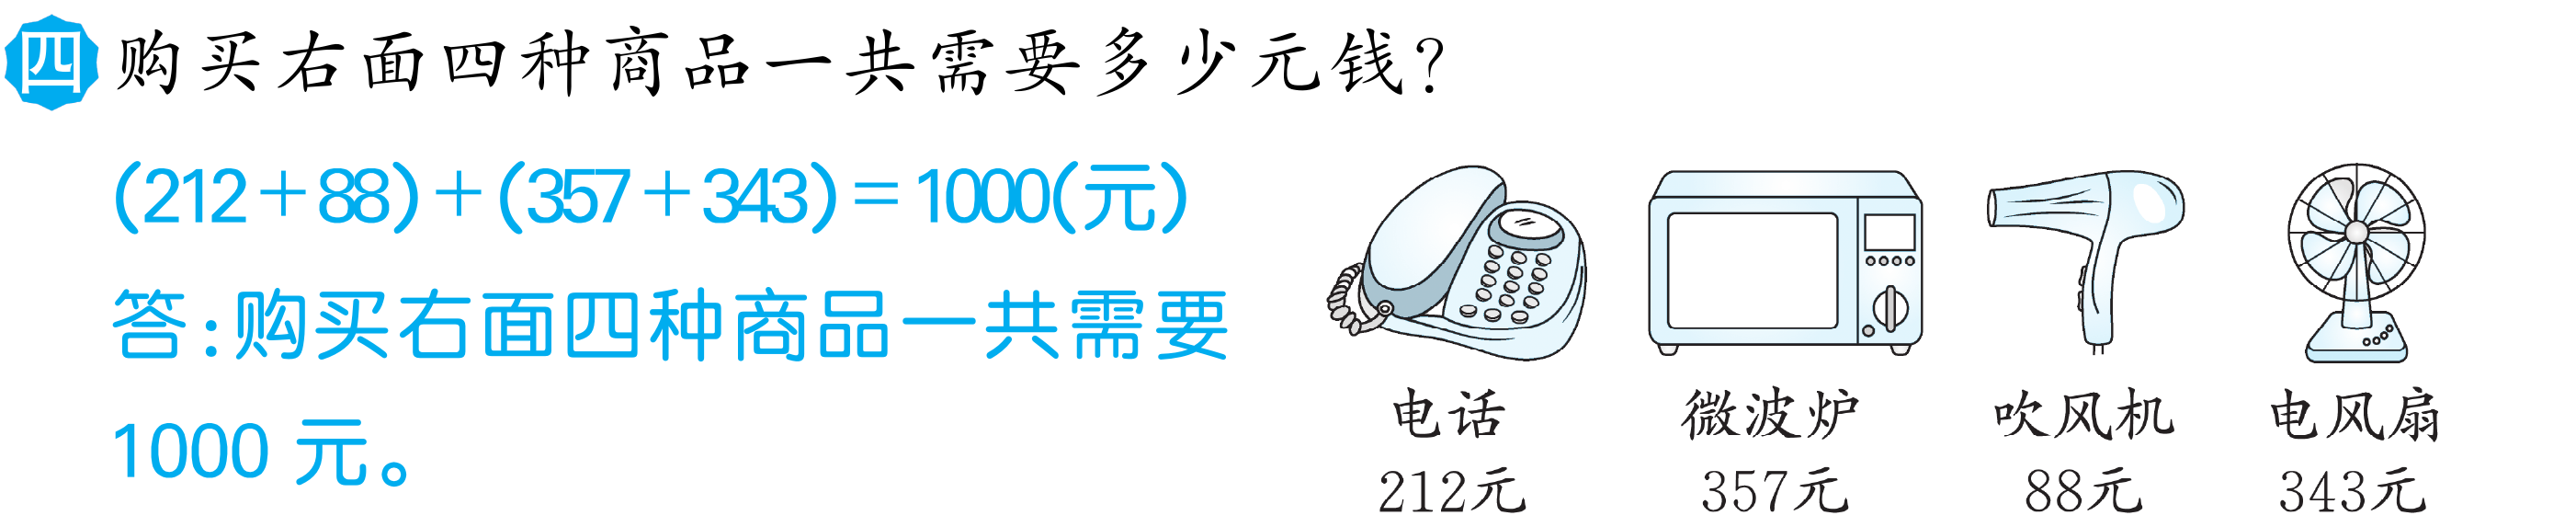 四 购买右面四种商品一共需要多少元钱?
(212+88)+(357+343)=1000(元)
答:购买右面四种商品一共需要
1000 元。
电话 微波炉 吹风机 电风扇
212元 357元 88元 343元